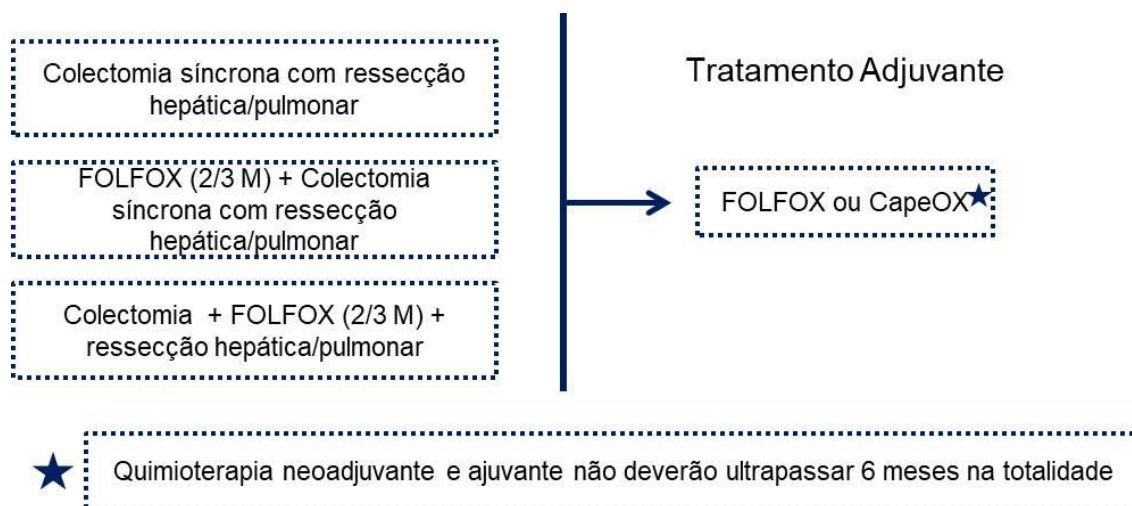 Colectomia síncrona com ressecção
hepática/pulmonar
FOLFOX (2/3 M) + Colectomia
síncrona com ressecção
hepática/pulmonar
Colectomia + FOLFOX (2/3 M) +
ressecção hepática/pulmonar
Tratamento Adjuvante
FOLFOX ou CapeOX
Quimioterapia neoadjuvante e ajuvante não deverão ultrapassar 6 meses na totalidade